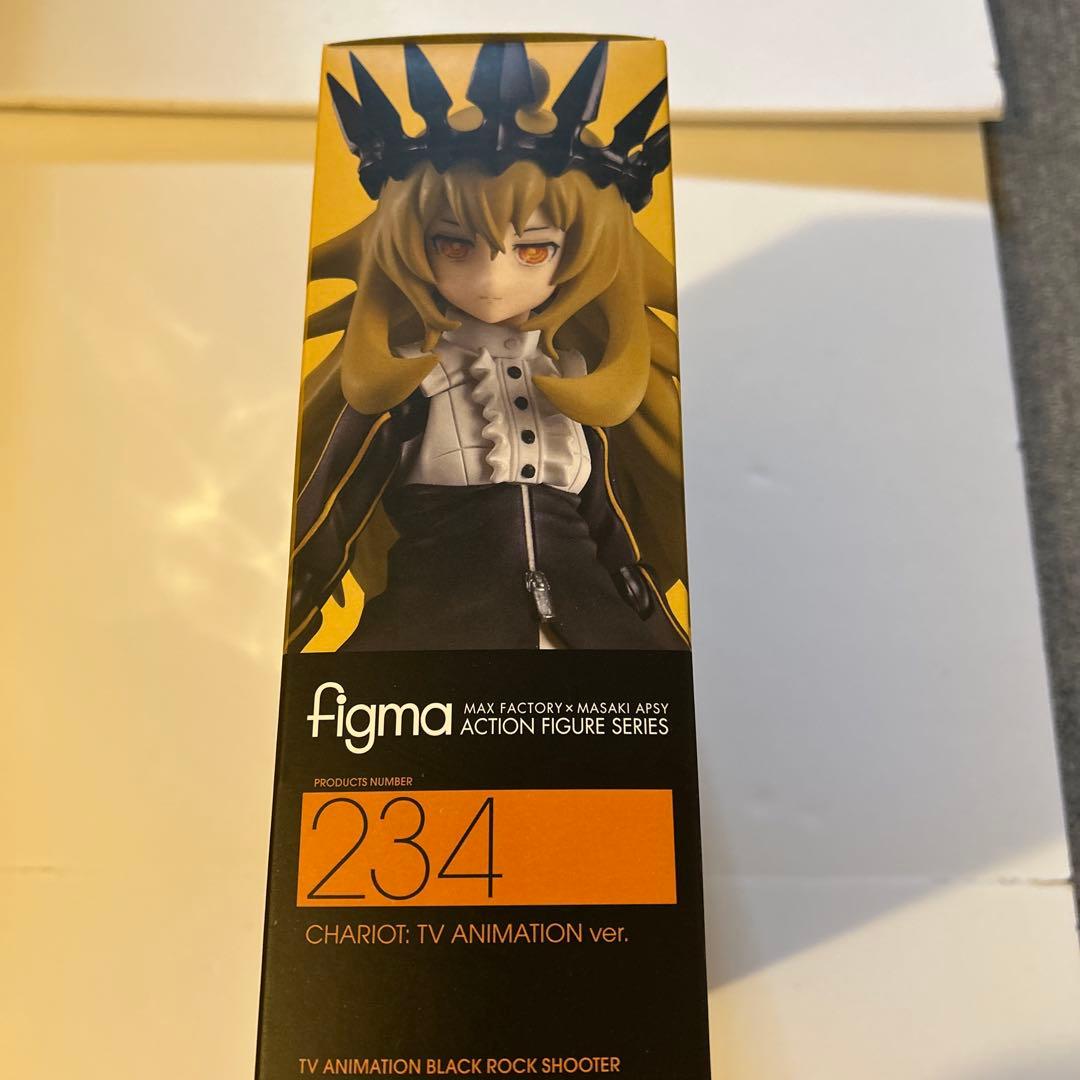 figma
MAX FACTORY × MASAKI APSY
ACTION FIGURE SERIES
PRODUCTS NUMBER
234
CHARIOT: TV ANIMATION ver.
TV ANIMATION BLACK ROCK SHOOTER